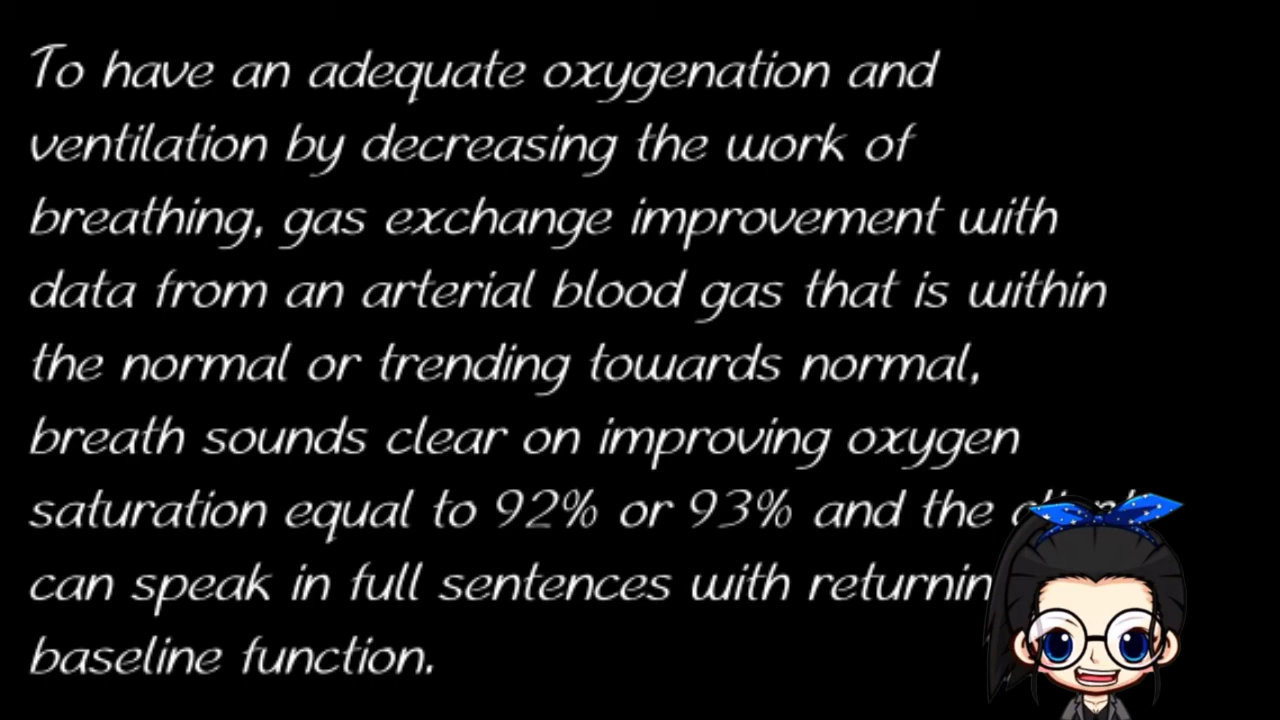 To have an adequate oxygenation and
ventilation by decreasing the work of
breathing, gas exchange improvement with
data from an arterial blood gas that is within
the normal or trending towards normal,
breath sounds clear on improving oxygen
saturation equal to 92% or 93% and the
can speak in full sentences with
baseline function.